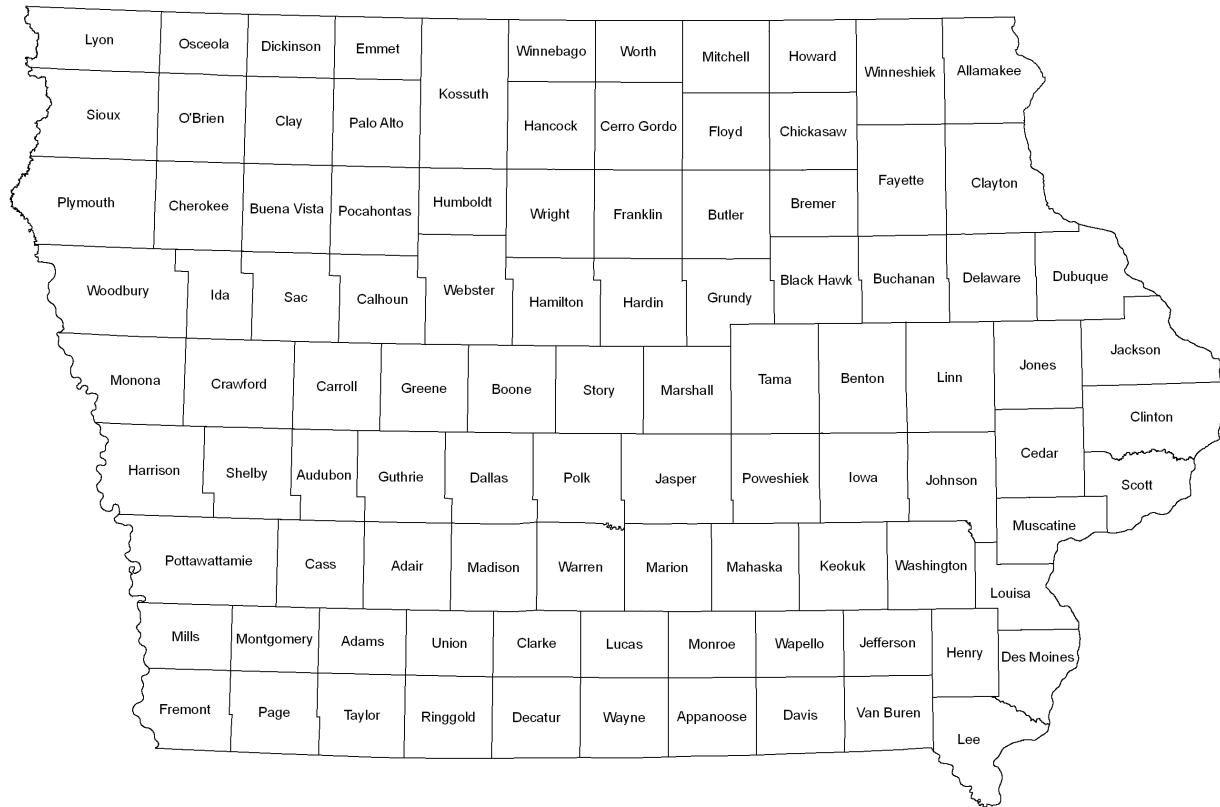 Lyon
Osceola
Dickinson
Emmet
Kossuth
Winnebago
Worth
Mitchell
Howard
Winneshiek
Allamakee
Sioux
O'Brien
Clay
Palo Alto
Hancock
Cerro Gordo
Floyd
Chickasaw
Fayette
Clayton
Plymouth
Cherokee
Buena Vista
Pocahontas
Humboldt
Wright
Franklin
Butler
Bremer
Woodbury
Ida
Sac
Calhoun
Webster
Hamilton
Hardin
Grundy
Black Hawk
Buchanan
Delaware
Dubuque
Monona
Crawford
Carroll
Greene
Boone
Story
Marshall
Tama
Benton
Linn
Jones
Jackson
Clinton
Harrison
Shelby
Audubon
Guthrie
Dallas
Polk
Jasper
Poweshiek
Iowa
Johnson
Cedar
Scott
Muscatine
Pottawattamie
Cass
Adair
Madison
Warren
Marion
Mahaska
Keokuk
Washington
Louisa
Mills
Montgomery
Adams
Union
Clarke
Lucas
Monroe
Wapello
Jefferson
Henry
Des Moines
Fremont
Page
Taylor
Ringgold
Decatur
Wayne
Appanoose
Davis
Van Buren
Lee